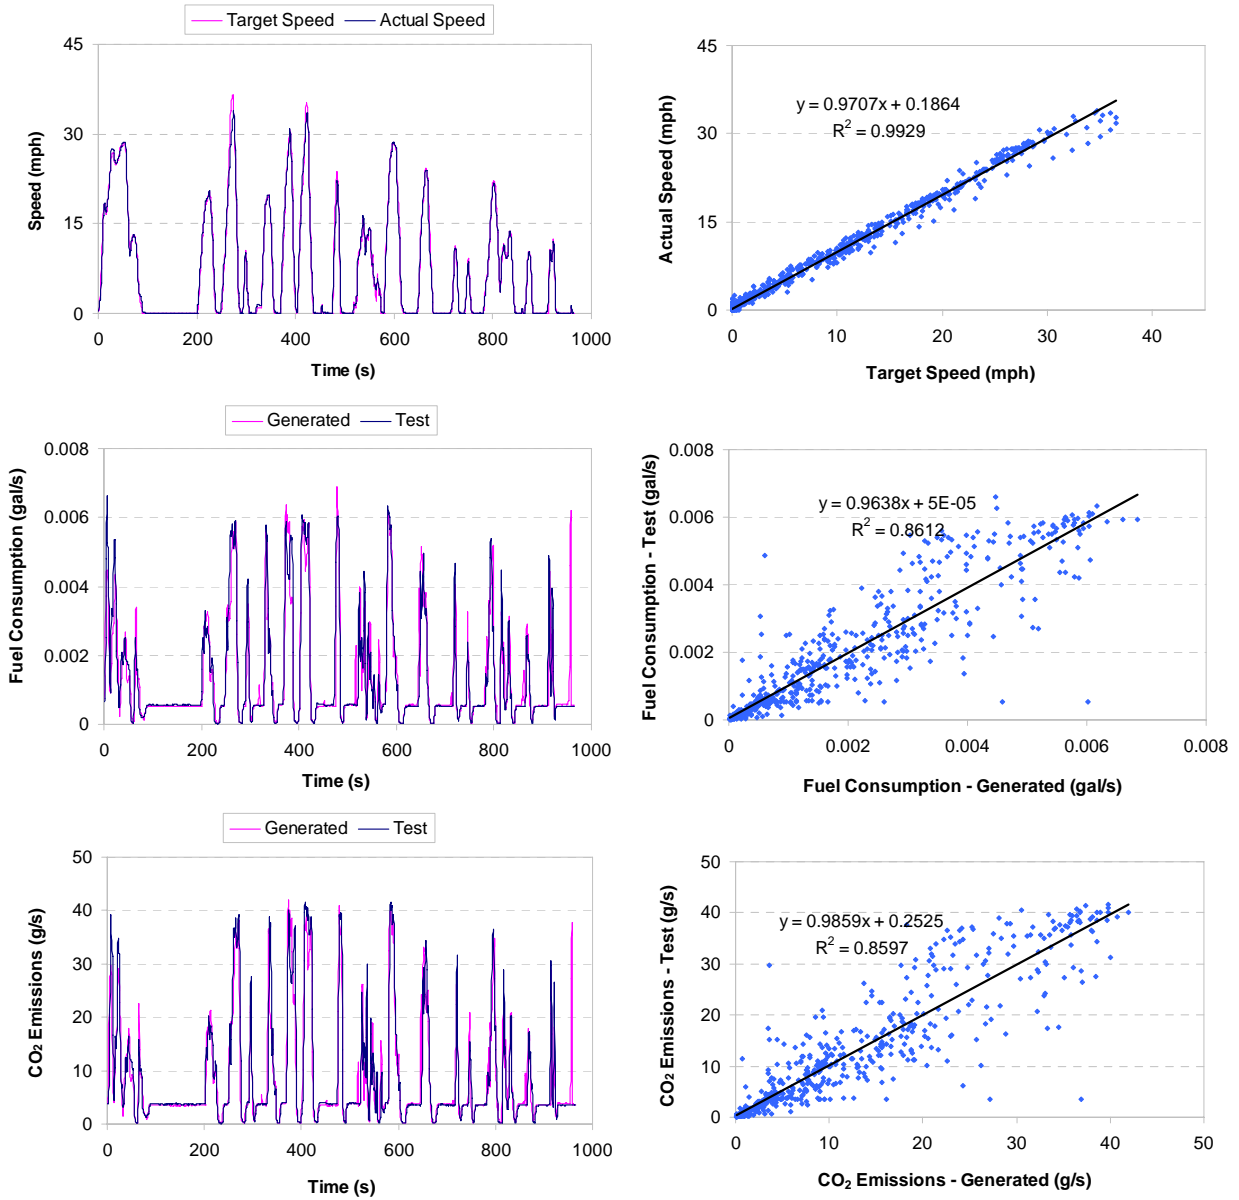 Target Speed Actual Speed
45
30
15
0
Speed (mph)
0 200 400 600 800 1000
Time (s)
45
30
15
0
Actual Speed (mph)
y = 0.9707x + 0.1864
R² = 0.9929
0 10 20 30 40
Target Speed (mph)
Generated Test
0.008
0.006
0.004
0.002
0
Fuel Consumption (gal/s)
0 200 400 600 800 1000
Time (s)
0.008
0.006
0.004
0.002
0
Fuel Consumption - Test (gal/s)
y = 0.9638x + 5E-05
R² = 0.8612
0 0.002 0.004 0.006 0.008
Fuel Consumption - Generated (gal/s)
Generated Test
50
40
30
20
10
0
CO₂ Emissions (g/s)
0 200 400 600 800 1000
Time (s)
50
40
30
20
10
0
CO₂ Emissions - Test (g/s)
y = 0.9859x + 0.2525
R² = 0.8597
0 10 20 30 40 50
CO₂ Emissions - Generated (g/s)